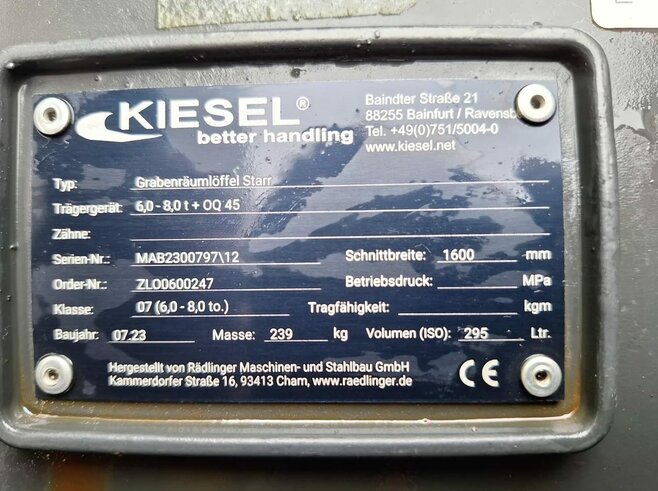 KIESEL®
better handling
Baindter Straße 21
88255 Bainfurt / Ravensb
Tel. +49(0)751/5004-0
www.kiesel.net
Typ: Grabenräumlöffel Starr
Trägergerät: 6,0 - 8,0 t + OQ 45
Zähne:
Serien-Nr.: MAB2300797\12 Schnittbreite: 1600 mm
Order-Nr.: ZLO0600247 Betriebsdruck: MPa
Klasse: 07 (6,0 - 8,0 to.) Tragfähigkeit: kgm
Baujahr: 07.23 Masse: 239 kg Volumen (ISO): 295 Ltr.
Hergestellt von Rädlinger Maschinen- und Stahlbau GmbH
Kammerdorfer Straße 16, 93413 Cham, www.raedlinger.de
CE